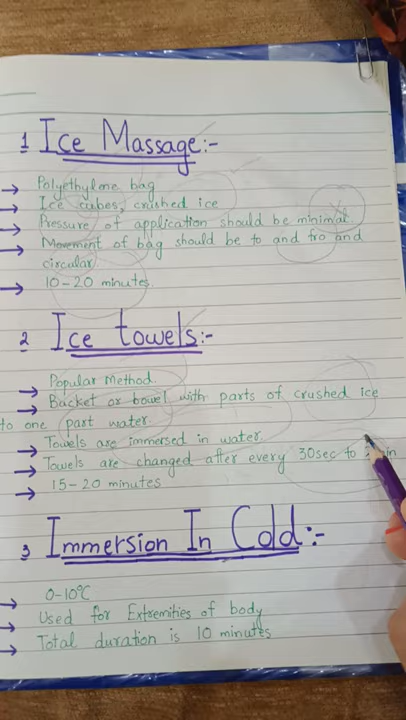 1 Ice Massage:-
→ Polyethylene bag
→ Ice cubes, crushed ice
→ Pressure of application should be minimal.
→ Movement of bag should be to and fro and
circular.
→ 10-20 minutes.
2 Ice towels:-
→ Popular Method.
→ Backet or bowel with parts of crushed ice
to one part water.
→ Towels are immersed in water.
→ Towels are changed after every 30sec to
→ 15-20 minutes
3 Immersion In Cold:-
→ 0-10°C
→ Used for Extremities of body
→ Total duration is 10 minutes